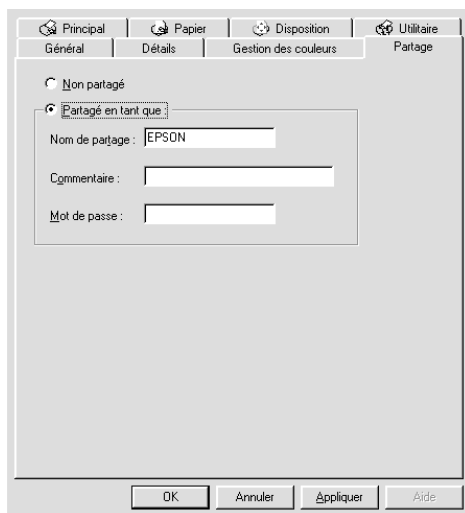 Principal Papier Disposition Utilitaire
Général Détails Gestion des couleurs Partage
Non partagé
Partagé en tant que :
Nom de partage : EPSON
Commentaire :
Mot de passe :
OK Annuler Appliquer Aide